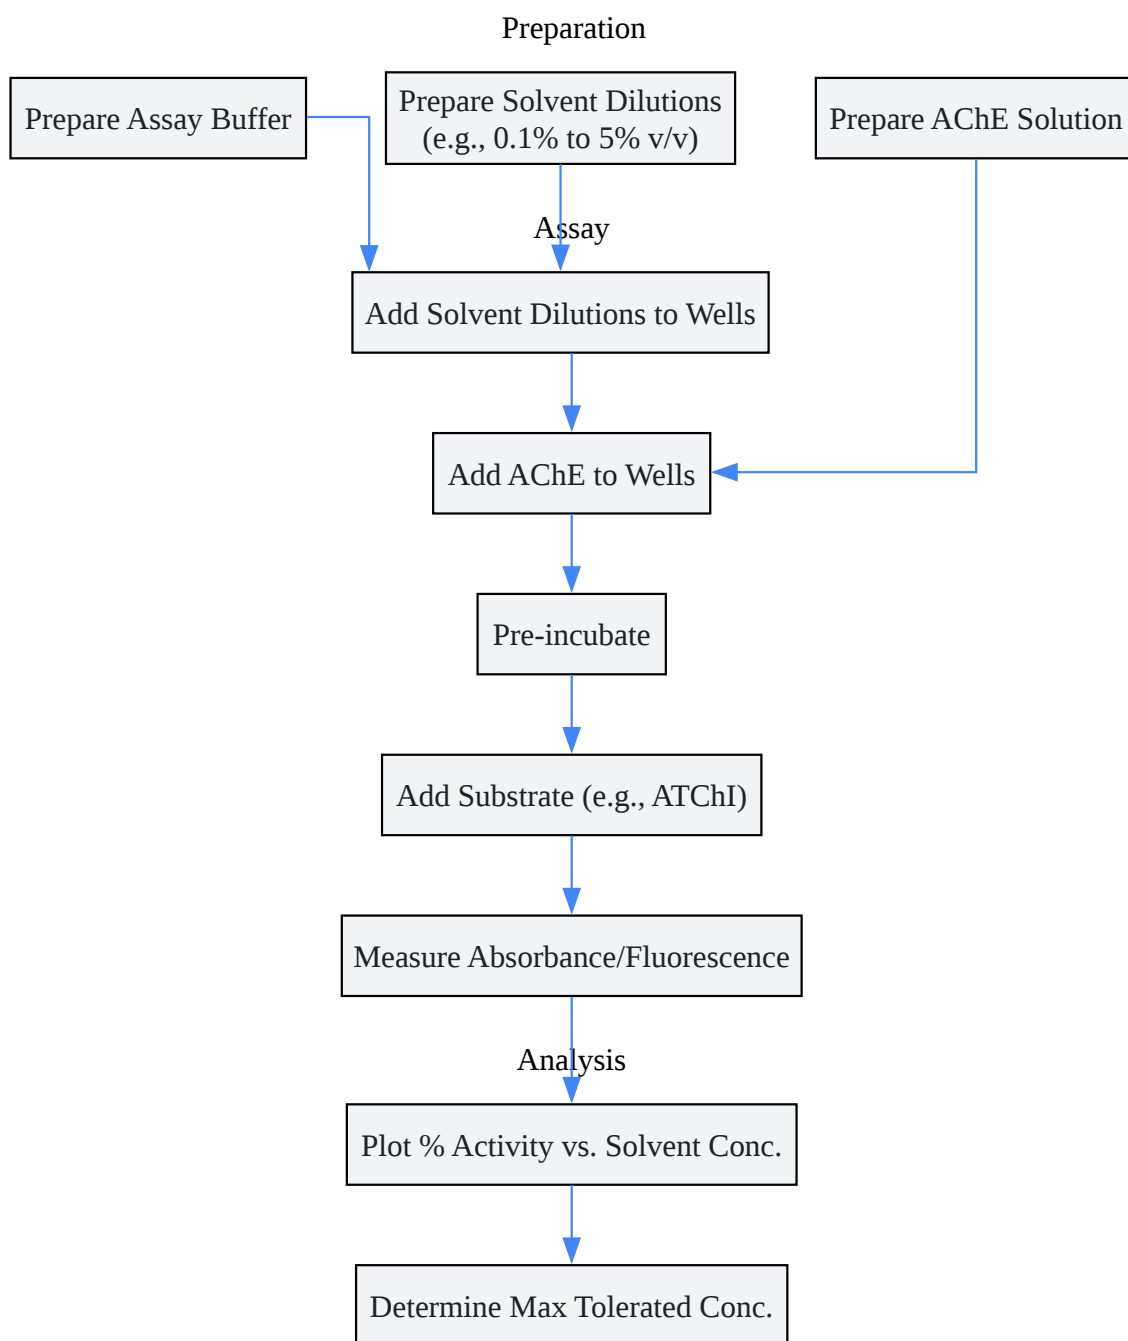 Preparation
Prepare Assay Buffer
Prepare Solvent Dilutions
(e.g., 0.1% to 5% v/v)
Prepare AChE Solution
Assay
Add Solvent Dilutions to Wells
Add AChE to Wells
Pre-incubate
Add Substrate (e.g., ATChI)
Measure Absorbance/Fluorescence
Analysis
Plot % Activity vs. Solvent Conc.
Determine Max Tolerated Conc.